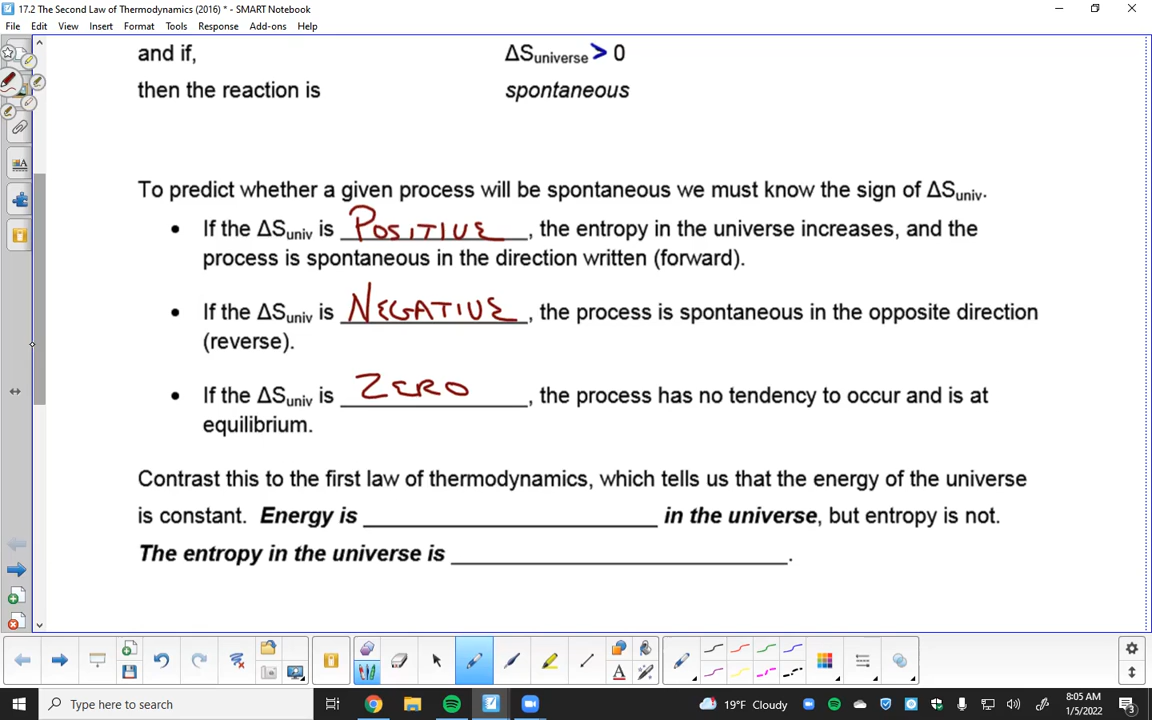 17.2 The Second Law of Thermodynamics (2016) * - SMART Notebook
File Edit View Insert Format Tools Response Add-ons Help
and if, ΔSuniverse > 0
then the reaction is spontaneous
To predict whether a given process will be spontaneous we must know the sign of ΔSuniv.
• If the ΔSuniv is POSITIVE, the entropy in the universe increases, and the
process is spontaneous in the direction written (forward).
• If the ΔSuniv is NEGATIVE, the process is spontaneous in the opposite direction
(reverse).
• If the ΔSuniv is ZERO, the process has no tendency to occur and is at
equilibrium.
Contrast this to the first law of thermodynamics, which tells us that the energy of the universe
is constant. Energy is ____________________ in the universe, but entropy is not.
The entropy in the universe is ______________________.
Type here to search
19°F Cloudy
8:05 AM
1/5/2022
3